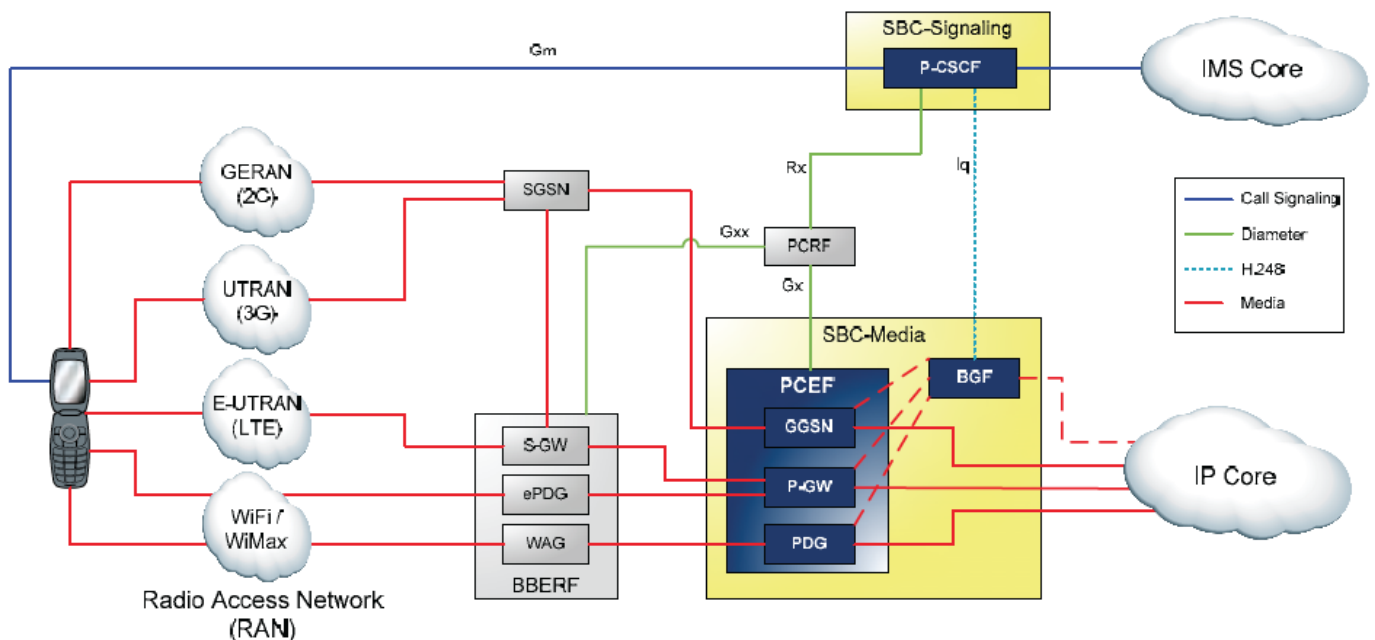 SBC-Signaling
Gm
P-CSCF
IMS Core
GERAN
(2G)
SGSN
Rx
Iq
Call Signaling
Diameter
H.248
Media
Gxx
PCRF
UTRAN
(3G)
Gx
SBC-Media
PCEF
BGF
E-UTRAN
(LTE)
GGSN
S-GW
IP Core
ePDG
P-GW
WiFi /
WiMax
WAG
PDG
BBERF
Radio Access Network
(RAN)